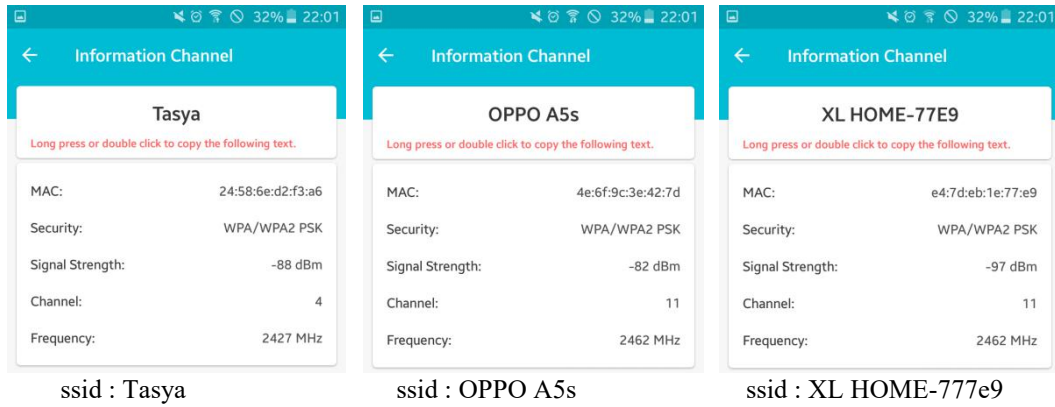 32% 22:01
Information Channel
Tasya
Long press or double click to copy the following text.
MAC: 24:58:6e:d2:f3:a6
Security: WPA/WPA2 PSK
Signal Strength: -88 dBm
Channel: 4
Frequency: 2427 MHz
ssid : Tasya
32% 22:01
Information Channel
OPPO A5s
Long press or double click to copy the following text.
MAC: 4e:6f:9c:3e:42:7d
Security: WPA/WPA2 PSK
Signal Strength: -82 dBm
Channel: 11
Frequency: 2462 MHz
ssid : OPPO A5s
32% 22:01
Information Channel
XL HOME-77E9
Long press or double click to copy the following text.
MAC: e4:7d:eb:1e:77:e9
Security: WPA/WPA2 PSK
Signal Strength: -97 dBm
Channel: 11
Frequency: 2462 MHz
ssid : XL HOME-777e9